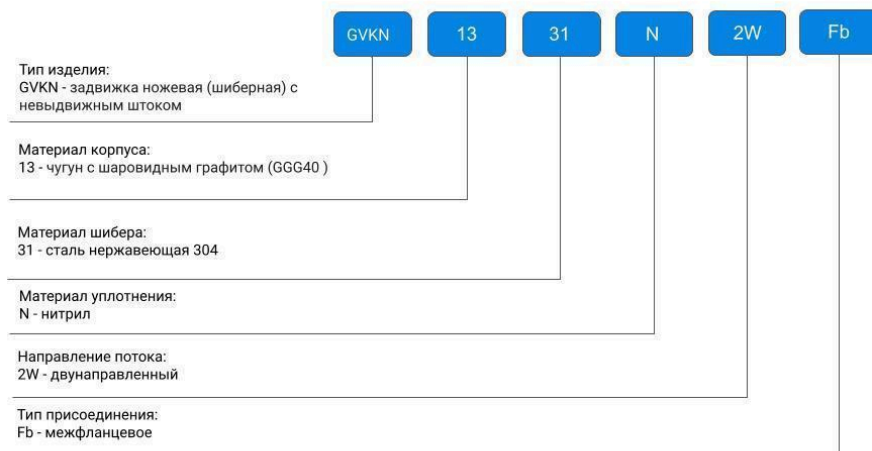 GVKN 13 31 N 2W Fb
Тип изделия:
GVKN - задвижка ножевая (шиберная) с
невыдвижным штоком
Материал корпуса:
13 - чугун с шаровидным графитом (GGG40 )
Материал шибера:
31 - сталь нержавеющая 304
Материал уплотнения:
N - нитрил
Направление потока:
2W - двунаправленный
Тип присоединения:
Fb - межфланцевое